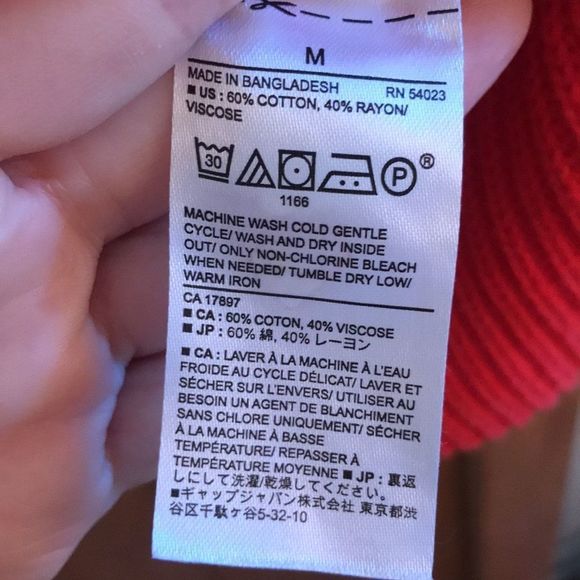 M
MADE IN BANGLADESH RN 54023
■ US : 60% COTTON, 40% RAYON/
VISCOSE
30 P ®
1166
MACHINE WASH COLD GENTLE
CYCLE/ WASH AND DRY INSIDE
OUT/ ONLY NON-CHLORINE BLEACH
WHEN NEEDED/ TUMBLE DRY LOW/
WARM IRON
CA 17897
■ CA : 60% COTON, 40% VISCOSE
■ JP : 60% 綿, 40% レーヨン
■ CA : LAVER À LA MACHINE À L'EAU
FROIDE AU CYCLE DÉLICAT/ LAVER ET
SÉCHER SUR L'ENVERS/ UTILISER AU
BESOIN UN AGENT DE BLANCHIMENT
SANS CHLORE UNIQUEMENT/ SÉCHER
À LA MACHINE À BASSE
TEMPÉRATURE/ REPASSER À
TEMPÉRATURE MOYENNE ■ JP : 裏返
しにして洗濯/乾燥してください。
■ギャップジャパン株式会社 東京都渋
谷区千駄ヶ谷5-32-10